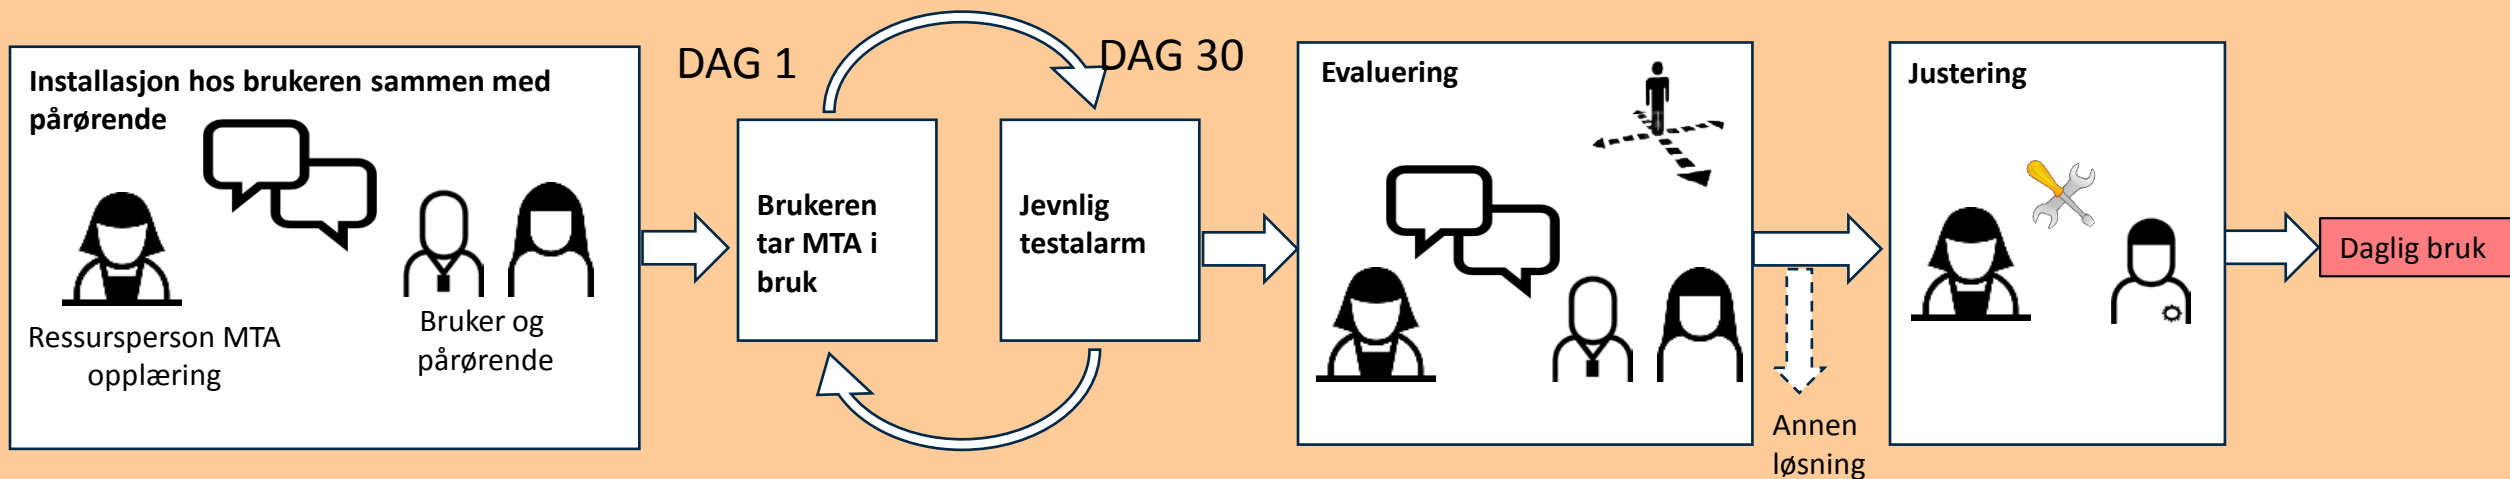 Installasjon hos brukeren sammen med
pårørende
Ressursperson MTA
opplæring
Bruker og
pårørende
DAG 1
DAG 30
Brukeren
tar MTA i
bruk
Jevnlig
testalarm
Evaluering
Annen
løsning
Justering
Daglig bruk